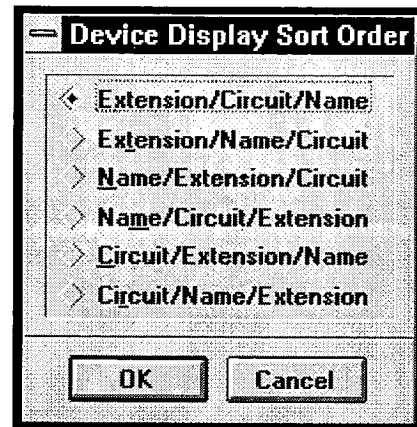 Device Display Sort Order
Extension/Circuit/Name
Extension/Name/Circuit
Name/Extension/Circuit
Name/Circuit/Extension
Circuit/Extension/Name
Circuit/Name/Extension
OK Cancel